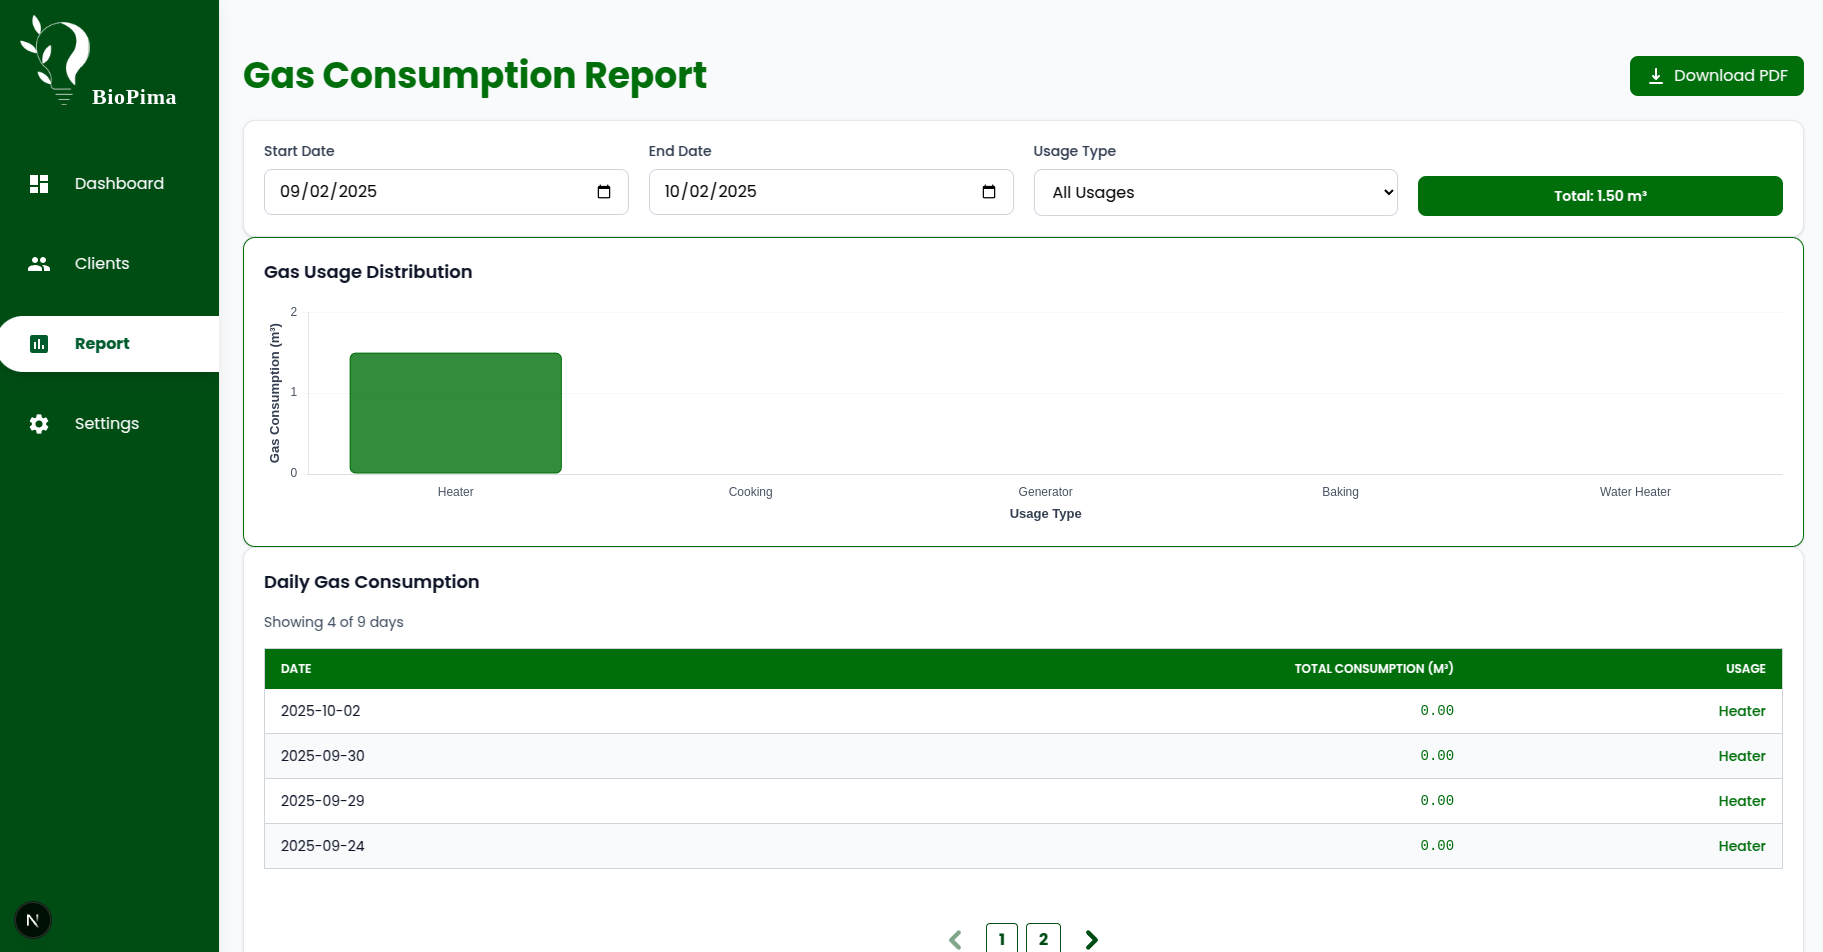 BioPima
Dashboard
Clients
Report
Settings
N
Gas Consumption Report
Download PDF
Start Date
End Date
Usage Type
09/02/2025
10/02/2025
All Usages
Total: 1.50 m³
Gas Usage Distribution
Gas Consumption (m³)
2
1
0
Heater
Cooking
Generator
Baking
Water Heater
Usage Type
Daily Gas Consumption
Showing 4 of 9 days
DATE TOTAL CONSUMPTION (M³) USAGE
2025-10-02 0.00 Heater
2025-09-30 0.00 Heater
2025-09-29 0.00 Heater
2025-09-24 0.00 Heater
1 2